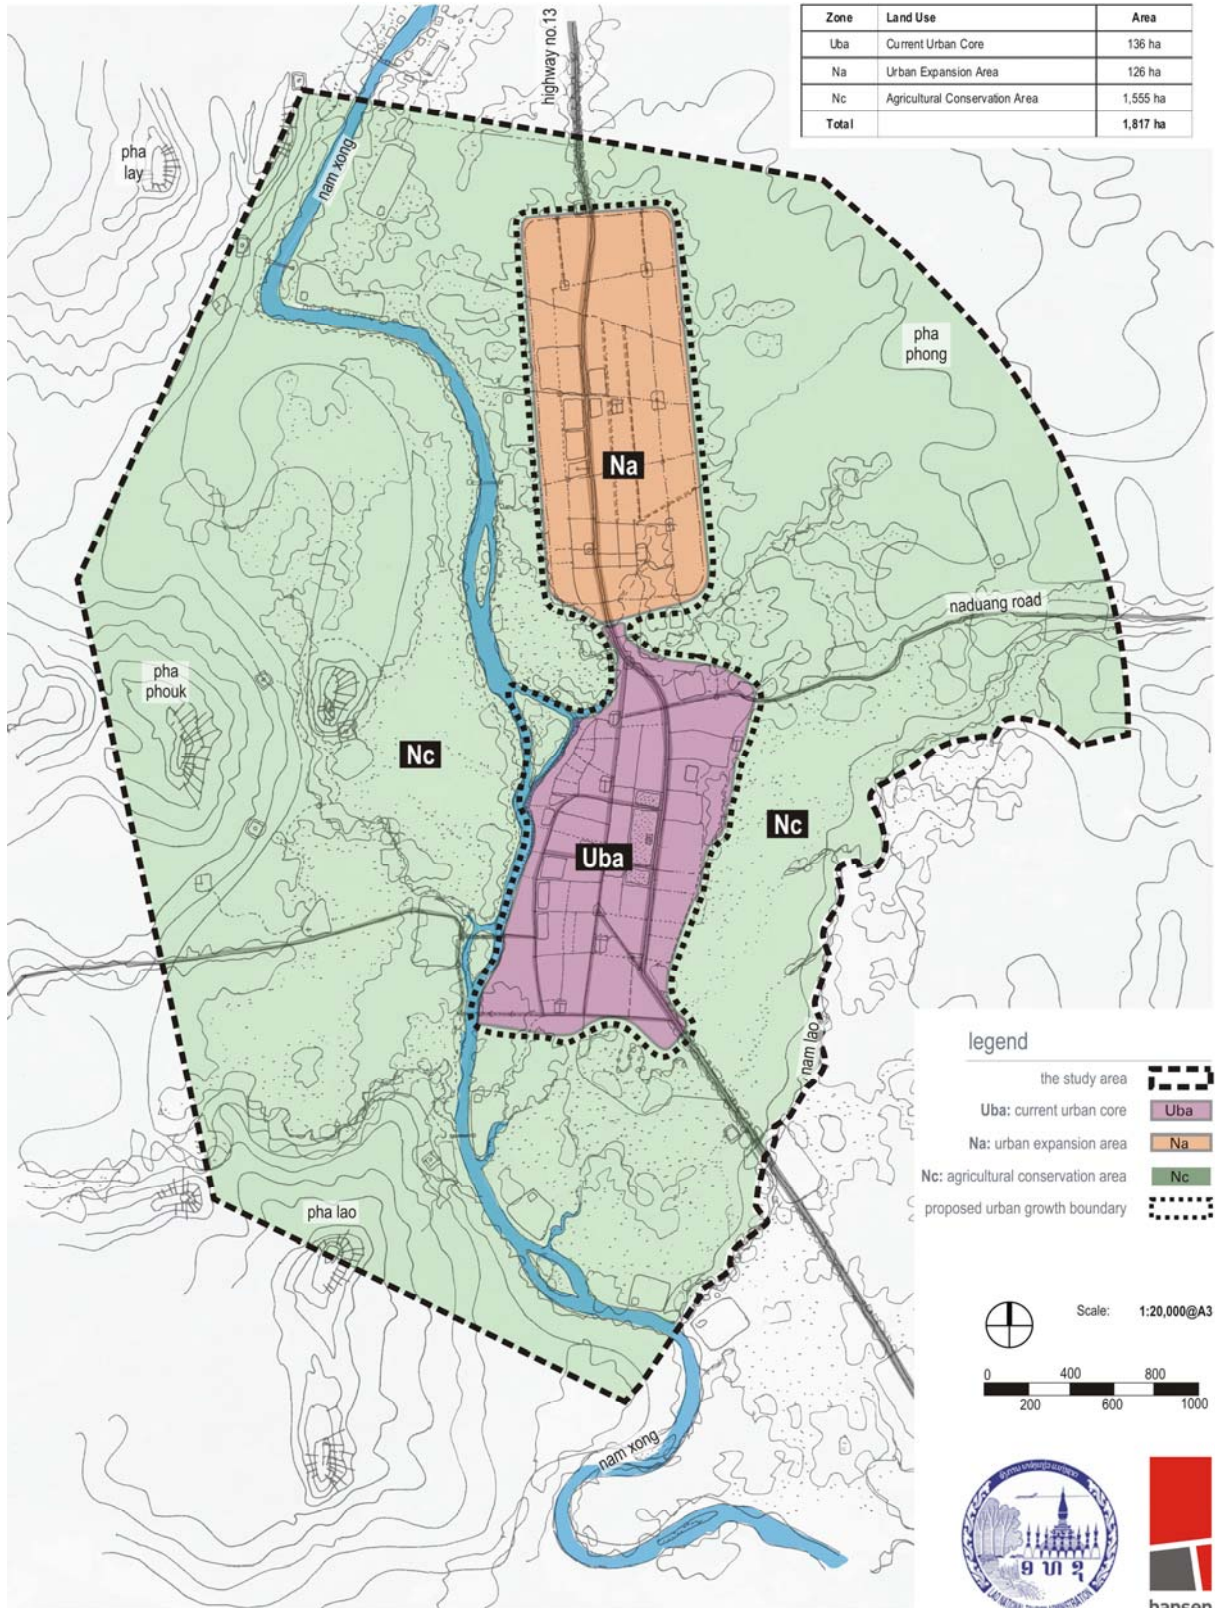 Zone Land Use Area
Uba Current Urban Core 136 ha
Na Urban Expansion Area 126 ha
Nc Agricultural Conservation Area 1,555 ha
Total 1,817 ha
highway no.13
pha
lay
nam xong
pha
phong
Na
naduang road
pha
phouk
Nc
Nc
Uba
nam lao
pha lao
nam xong
legend
the study area
Uba: current urban core Uba
Na: urban expansion area Na
Nc: agricultural conservation area Nc
proposed urban growth boundary
Scale: 1:20,000@A3
0 400 800
200 600 1000
ອ ທ ຊ
hansen